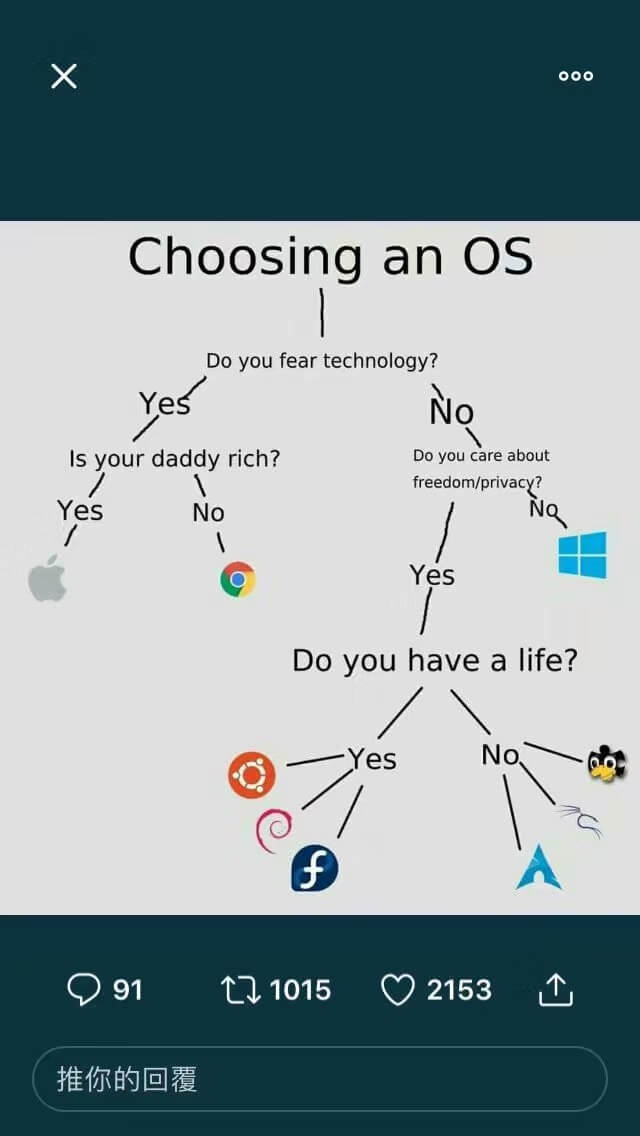 Choosing an OS
Do you fear technology?
Yes
No
Is your daddy rich?
Do you care about
freedom/privacy?
Yes
No
No
Yes
Do you have a life?
Yes
No
91
1015
2153
推你的回覆